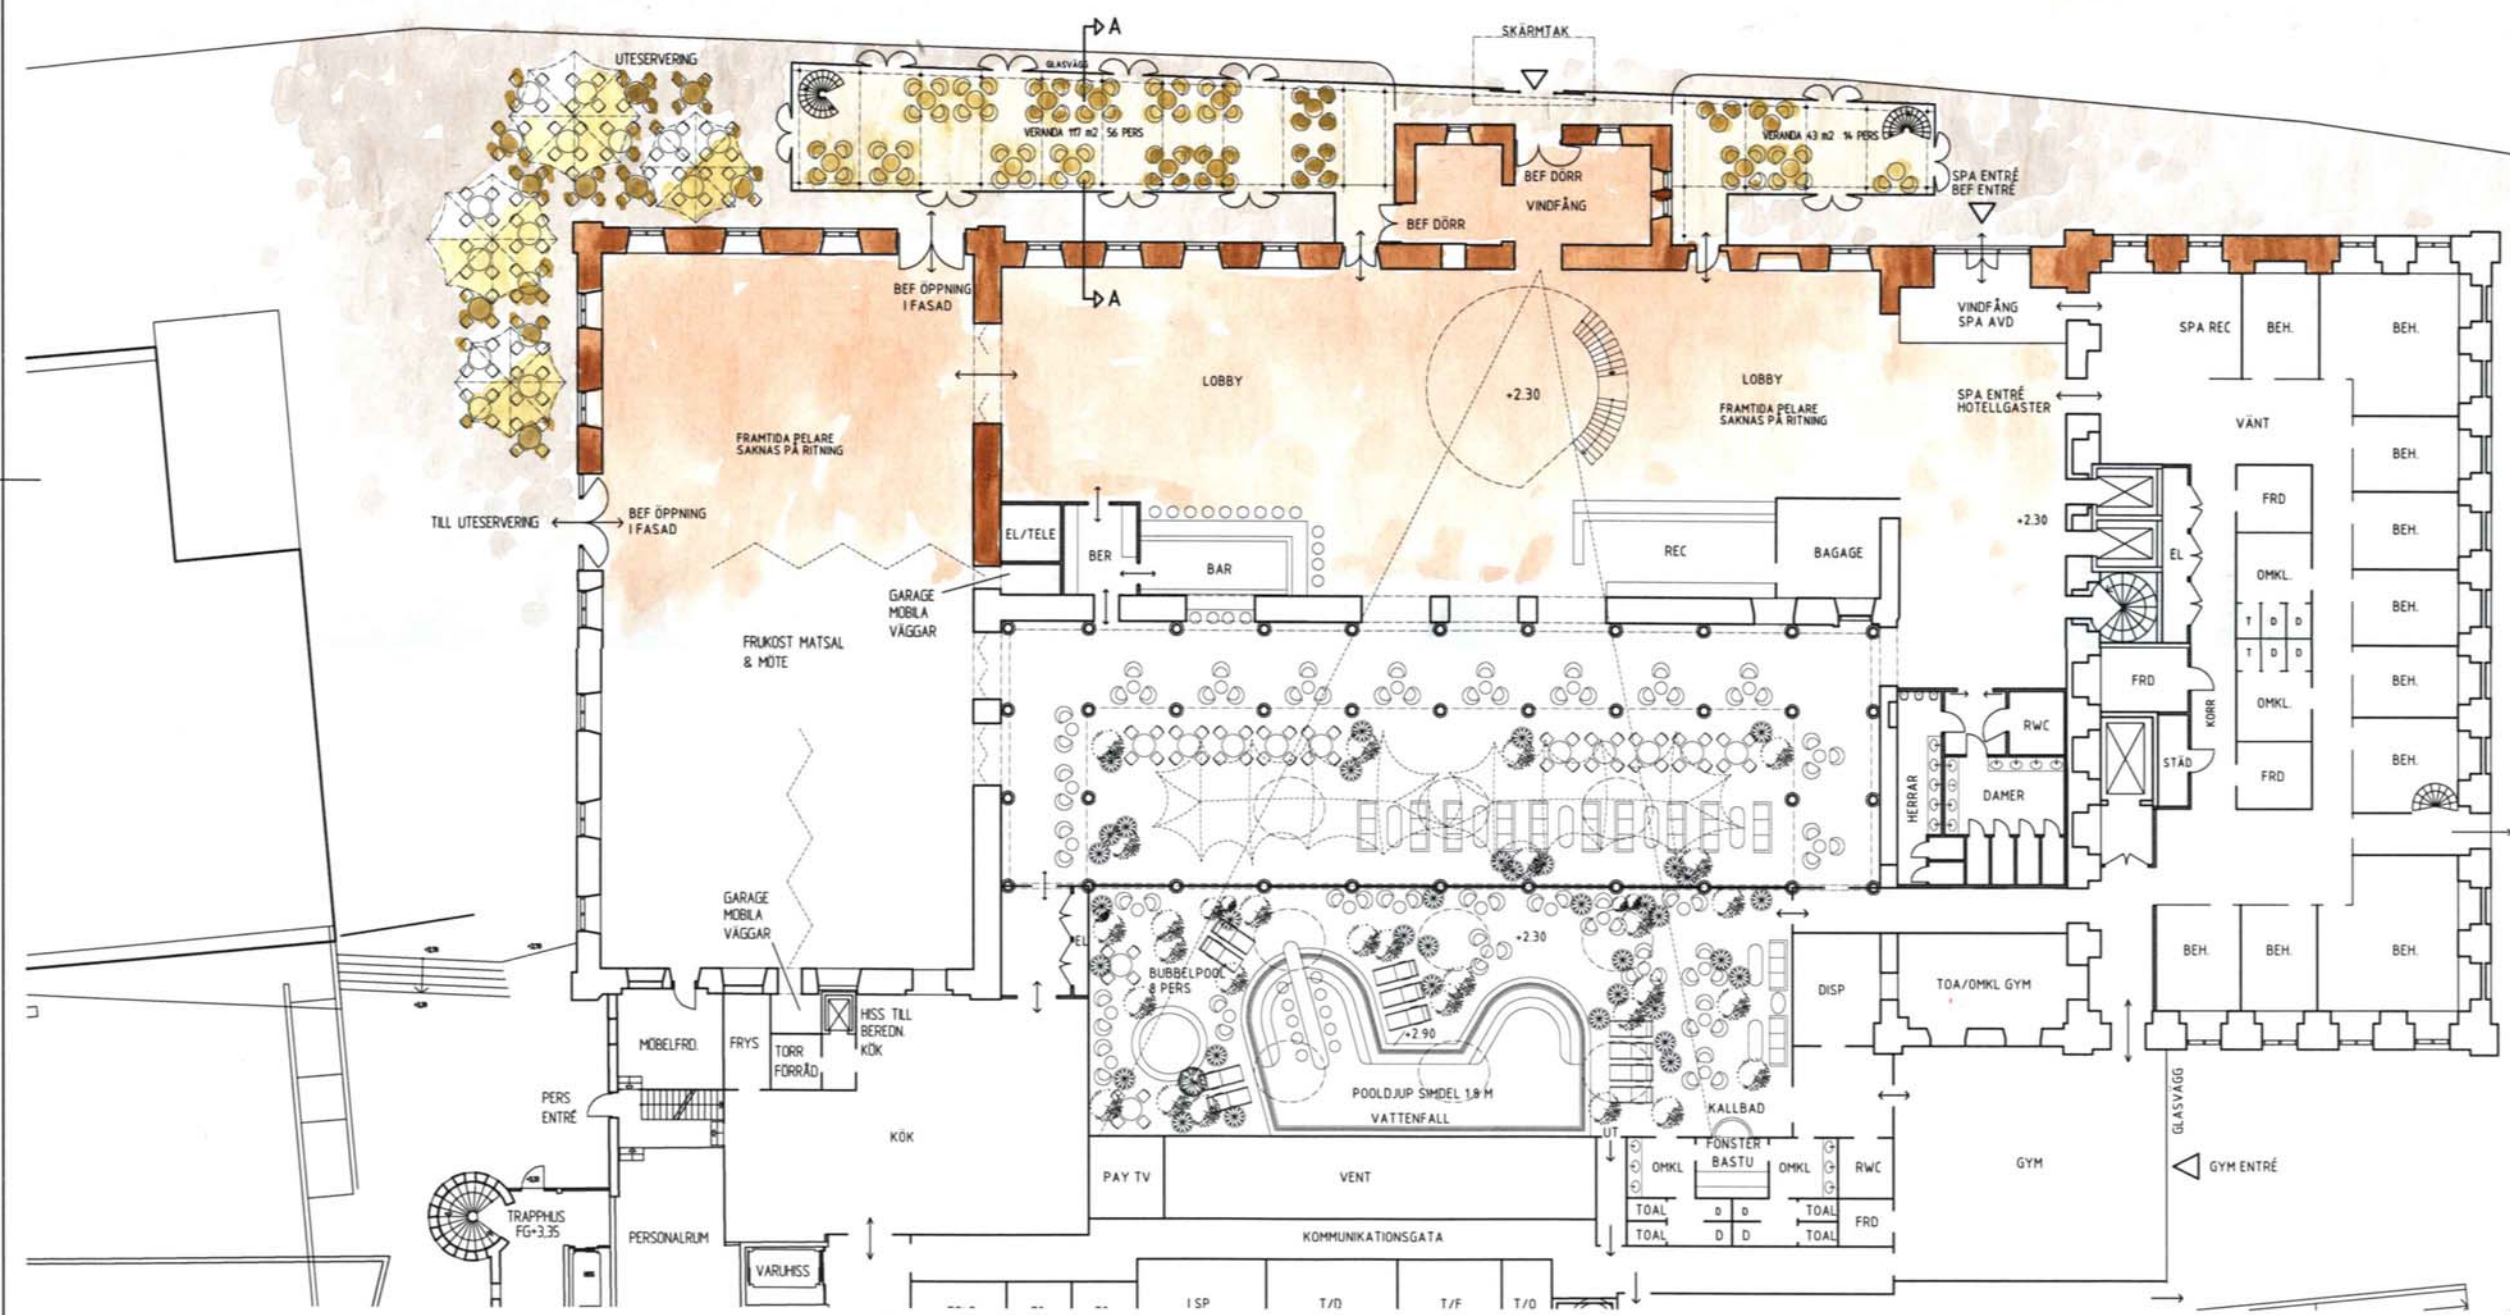 A
SKÄRMTAK
UTESERVERING
GLASVÄGG
VERANDA 117 m2 56 PERS
VERANDA 43 m2 14 PERS
BEF DÖRR
SPA ENTRÉ
BEF ENTRÉ
VINDFÅNG
BEF DÖRR
BEF ÖPPNING
I FASAD
A
VINDFÅNG
SPA AVD
SPA REC
BEH.
BEH.
LOBBY
+2.30
LOBBY
FRAMTIDA PELARE
SAKNAS PÅ RITNING
SPA ENTRÉ
HOTELLGÄSTER
VÄNT
FRAMTIDA PELARE
SAKNAS PÅ RITNING
BEH.
FRD
TILL UTESERVERING
BEF ÖPPNING
I FASAD
EL/TELE
BER
BAR
REC
BAGAGE
+2.30
EL
BEH.
OMKL.
GARAGE
MOBILA
VÄGGAR
BEH.
T D D
T D D
FRUKOST MATSAL
& MÖTE
FRD
BEH.
KORR
OMKL.
RWC
BEH.
STÄD
FRD
HERRAR
DAMER
GARAGE
MOBILA
VÄGGAR
EL
+2.30
BEH.
BEH.
BEH.
BUBBELPOOL
8 PERS
DISP
TOA/OMKL GYM
+2.90
MÖBELFRD.
FRYS
TORR
FÖRRÅD
HISS TILL
BEREDN.
KÖK
PERS
ENTRÉ
POOLDJUP SIMDEL 1.8 M
VATTENFALL
KALLBAD
GLASVÄGG
KÖK
UT
FÖNSTER
BASTU
OMKL
OMKL
RWC
GYM
GYM ENTRÉ
PAY TV
VENT
TRAPPHUS
FG+3,35
PERSONALRUM
TOAL
D D
TOAL
FRD
TOAL
D D
TOAL
KOMMUNIKATIONSGATA
VARUHISS
T/D